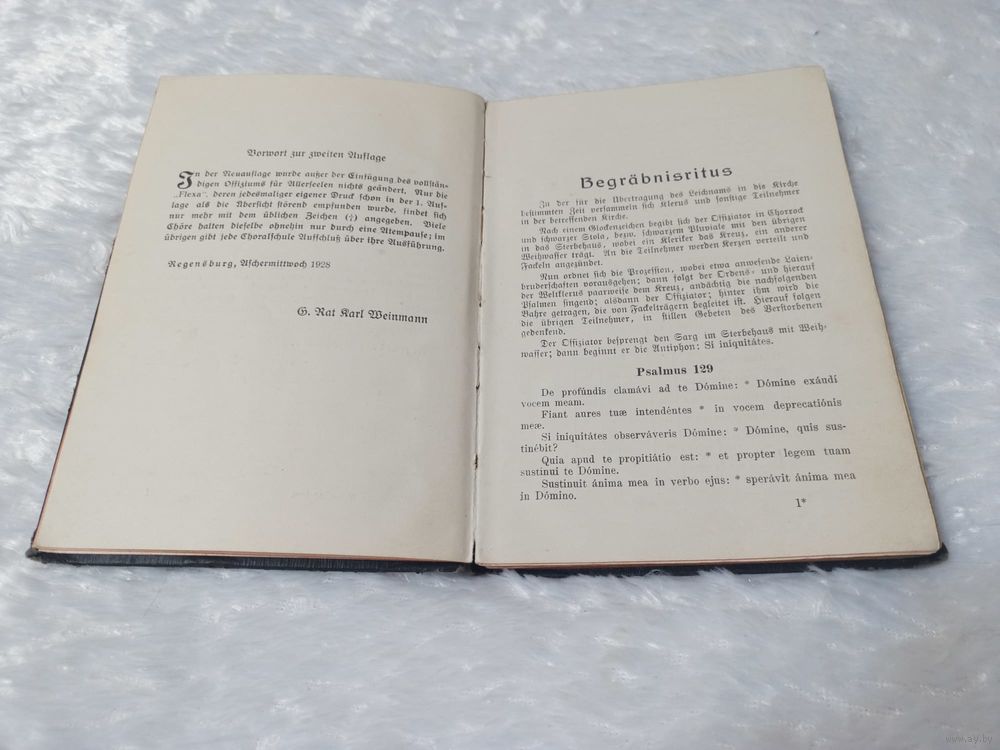 Vorwort zur zweiten Auflage
In der Neuauflage wurde außer der Einfügung des vollstän-
digen Offiziums für Allerseelen nichts geändert. Nur die
„Flexa“, deren jedesmaliger eigener Druck schon in der 1. Auf-
lage als die Übersicht störend empfunden wurde, findet sich
nur mehr mit dem üblichen Zeichen (†) angegeben. Viele
Chöre halten dieselbe ohnehin nur durch eine Atempause; im
übrigen gibt jede Choralschule Aufschluß über ihre Ausführung.
Regensburg, Aschermittwoch 1928
G. Rat Karl Weinmann
Begräbnisritus
Zu der für die Übertragung des Leichnams in die Kirche
bestimmten Zeit versammeln sich Klerus und sonstige Teilnehmer
in der betreffenden Kirche.
Nach einem Glockenzeichen begibt sich der Offiziator in Chorrock
und schwarzer Stola, bezw. schwarzem Pluviale mit den übrigen
in das Sterbehaus, wobei ein Kleriker das Kreuz, ein anderer
Weihwasser trägt. An die Teilnehmer werden Kerzen verteilt und
Fackeln angezündet.
Nun ordnet sich die Prozession, wobei etwa anwesende Laien-
bruderschaften vorausgehen; dann folgt der Ordens- und hierauf
der Weltklerus paarweise dem Kreuz, andächtig die nachfolgenden
Psalmen singend; alsdann der Offiziator; hinter ihm wird die
Bahre getragen, die von Fackelträgern begleitet ist. Hierauf folgen
die übrigen Teilnehmer, in stillen Gebeten des Verstorbenen
gedenkend.
Der Offiziator besprengt den Sarg im Sterbehaus mit Weih-
wasser; dann beginnt er die Antiphon: Si iniquitátes.
Psalmus 129
De profúndis clamávi ad te Dómine: * Dómine exáudi
vocem meam.
Fiant aures tuæ intendéntes * in vocem deprecatiónis
meæ.
Si iniquitátes observáveris Dómine: * Dómine, quis sus-
tinébit?
Quia apud te propitiátio est: * et propter legem tuam
sustinui te Dómine.
Sustinuit ánima mea in verbo ejus: * sperávit ánima mea
in Dómino.
1*
www.ay.by